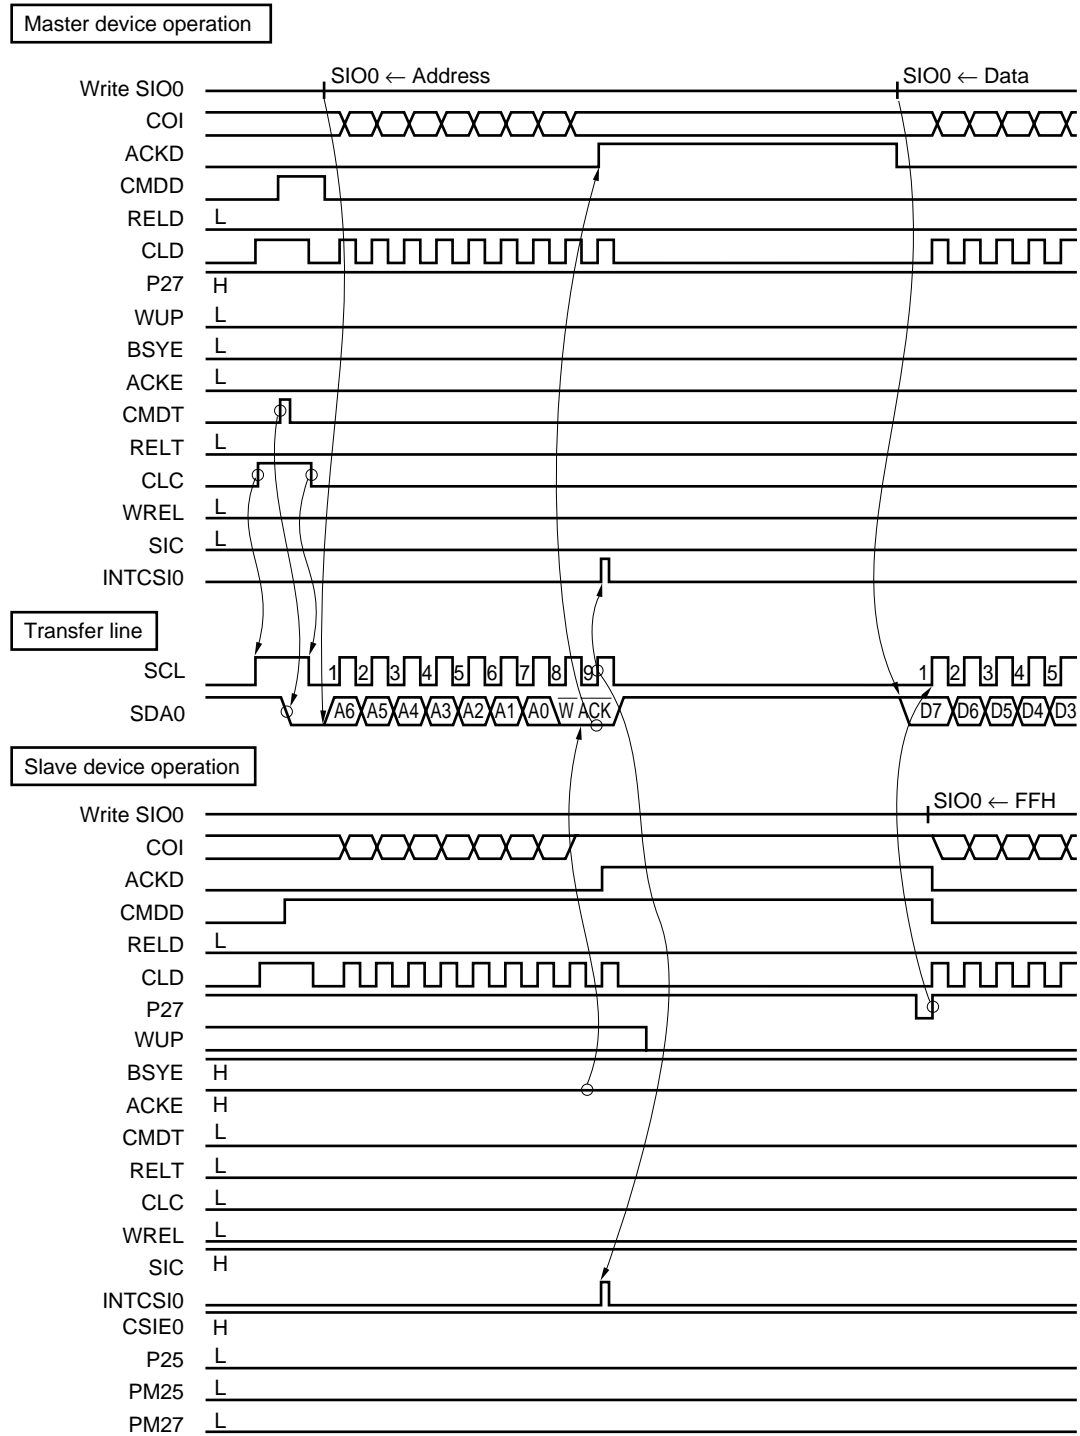 Master device operation
Write SIO0 SIO0 ← Address SIO0 ← Data
COI
ACKD
CMDD
RELD L
CLD
P27 H
WUP L
BSYE L
ACKE L
CMDT
RELT L
CLC
WREL L
SIC L
INTCSI0
Transfer line
SCL 1 2 3 4 5 6 7 8 9 1 2 3 4 5
SDA0 A6 A5 A4 A3 A2 A1 A0 W ACK D7 D6 D5 D4 D3
Slave device operation
Write SIO0 SIO0 ← FFH
COI
ACKD
CMDD
RELD L
CLD
P27
WUP
BSYE H
ACKE H
CMDT L
RELT L
CLC L
WREL L
SIC H
INTCSI0
CSIE0 H
P25 L
PM25 L
PM27 L